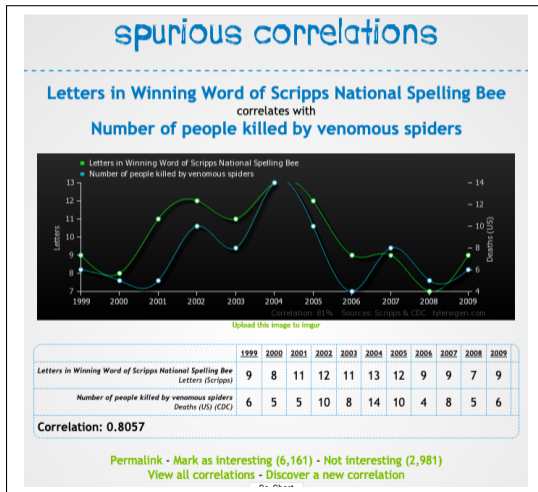 spurious correlations
Letters in Winning Word of Scripps National Spelling Bee
correlates with
Number of people killed by venomous spiders
Letters in Winning Word of Scripps National Spelling Bee
Number of people killed by venomous spiders
13
12
11
10
9
8
7
Letters
14
12
10
8
6
4
Deaths (US)
1999 2000 2001 2002 2003 2004 2005 2006 2007 2008 2009
Correlation: 81% Sources: Scripps & CDC tylervigen.com
Upload this image to imgur
1999 2000 2001 2002 2003 2004 2005 2006 2007 2008 2009
Letters in Winning Word of Scripps National Spelling Bee
Letters (Scripps)
9 8 11 12 11 13 12 9 9 7 9
Number of people killed by venomous spiders
Deaths (US) (CDC)
6 5 5 10 8 14 10 4 8 5 6
Correlation: 0.8057
Permalink - Mark as interesting (6,161) - Not interesting (2,981)
View all correlations - Discover a new correlation